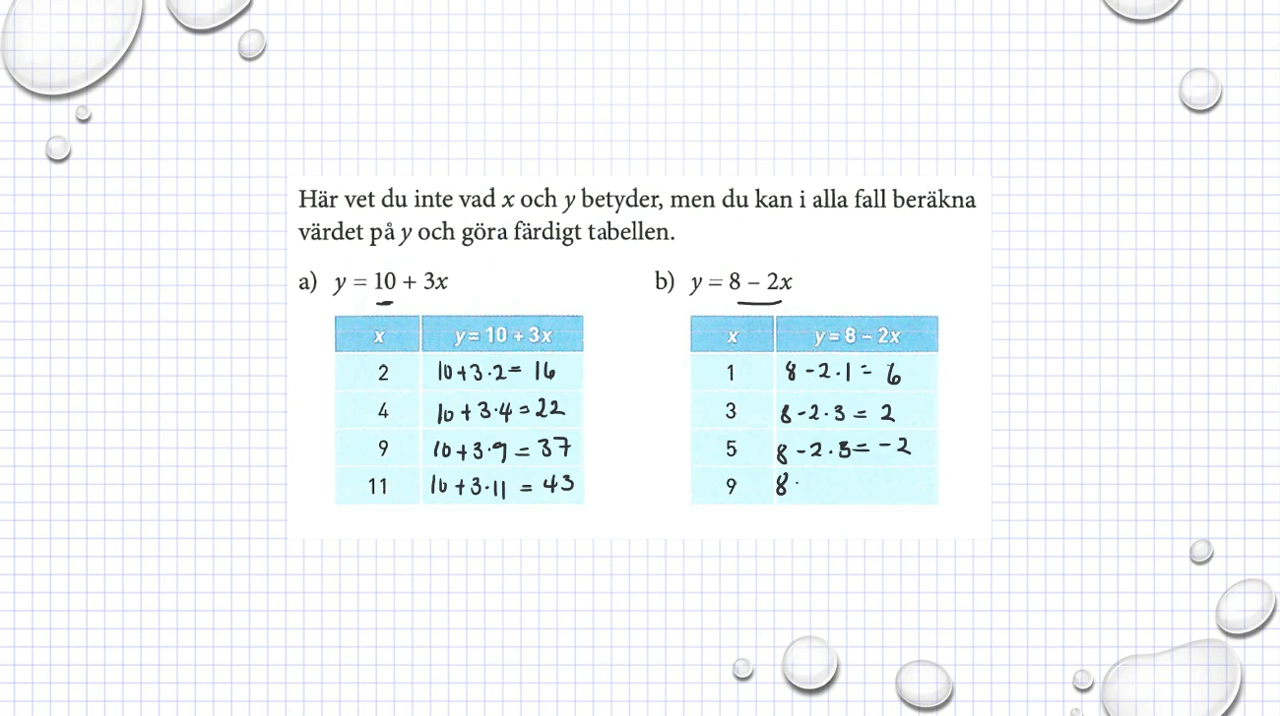 Här vet du inte vad x och y betyder, men du kan i alla fall beräkna
värdet på y och göra färdigt tabellen.
a) y = 10 + 3x
x y = 10 + 3x
2 10+3·2= 16
4 10+3·4=22
9 10+3·9=37
11 10+3·11 = 43
b) y = 8 – 2x
x y = 8 – 2x
1 8-2·1= 6
3 8-2·3= 2
5 8-2·5= -2
9 8·